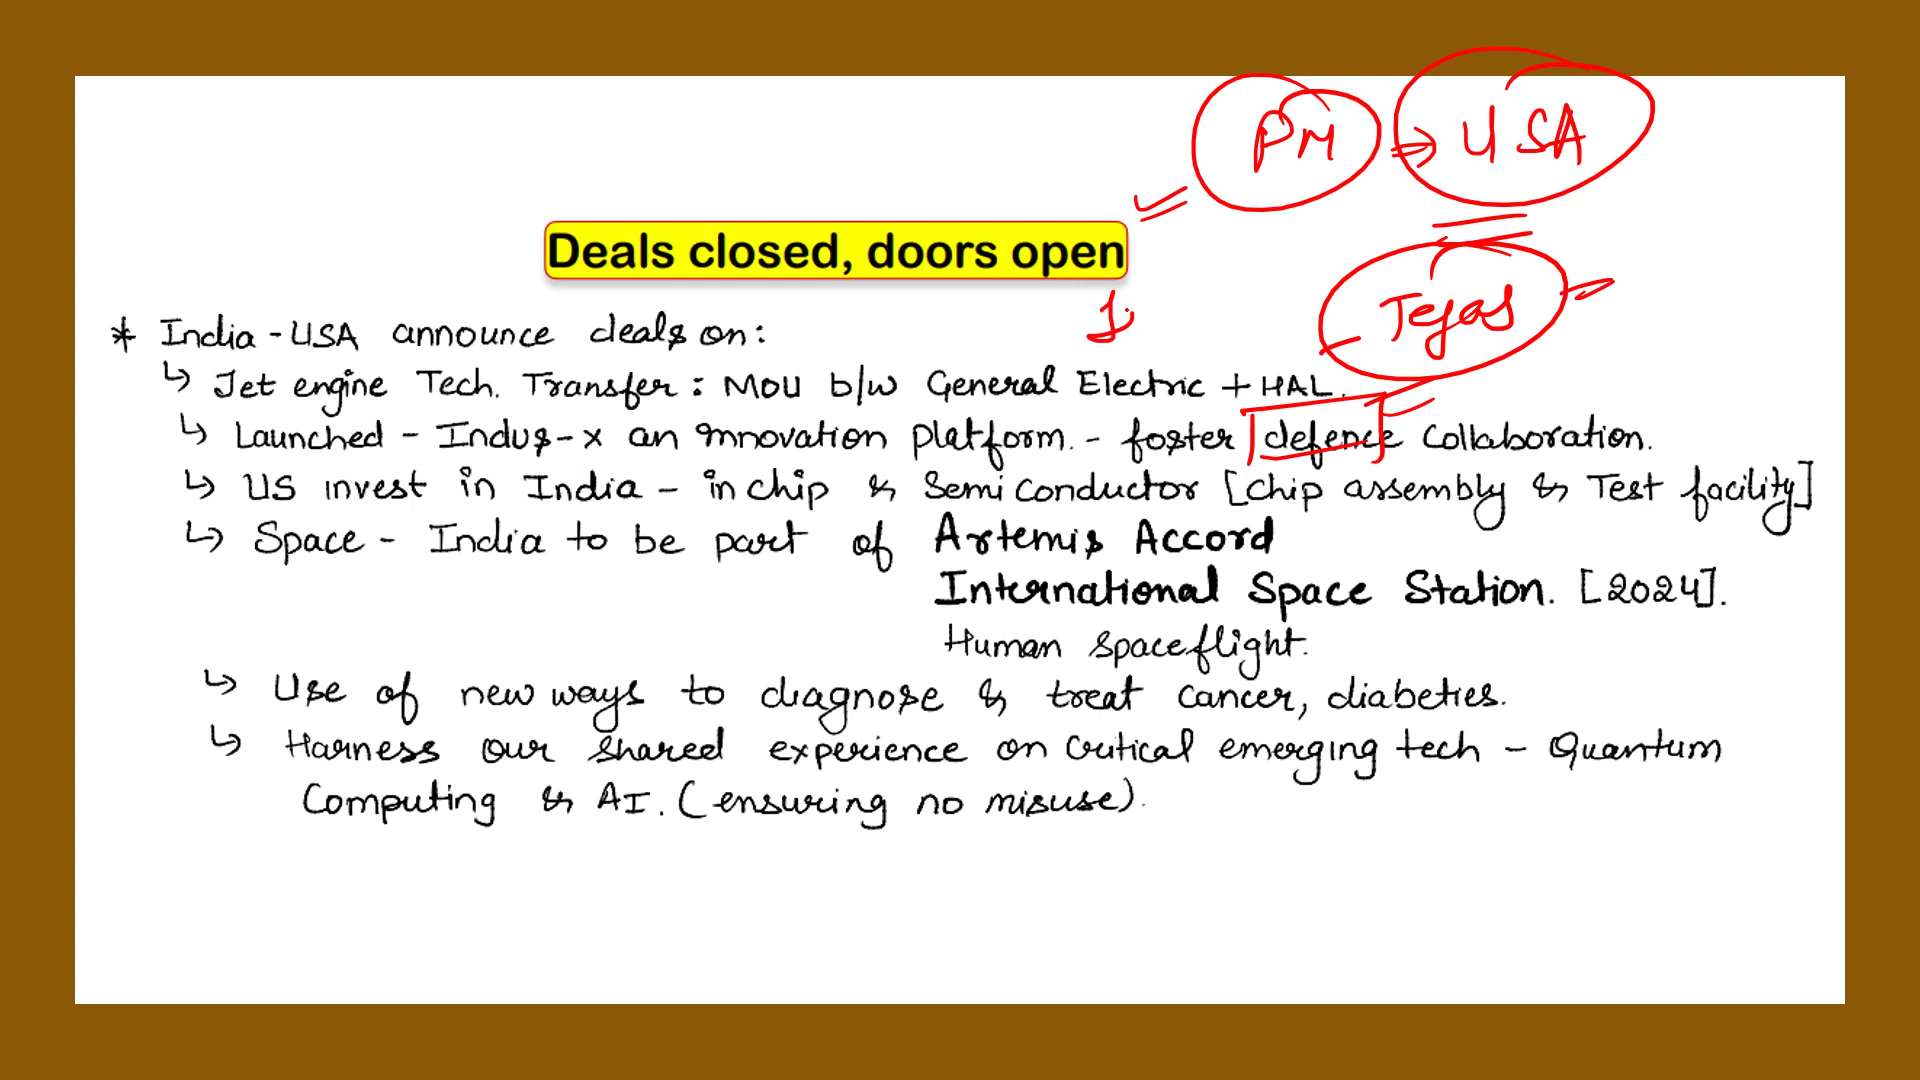 PM → USA
Deals closed, doors open
Tejas
I
* India - USA announce deals on:
↳ Jet engine Tech. Transfer : MOU b/w General Electric + HAL.
↳ Launched - Indus-X an innovation platform. - foster [defence] collaboration.
↳ US invest in India - in chip & Semiconductor [chip assembly & Test facility]
↳ Space - India to be part of Artemis Accord
International Space Station. [2024].
Human spaceflight.
↳ Use of new ways to diagnose & treat cancer, diabeties.
↳ Harness our shared experience on critical emerging tech - Quantum
Computing & AI. (ensuring no misuse).